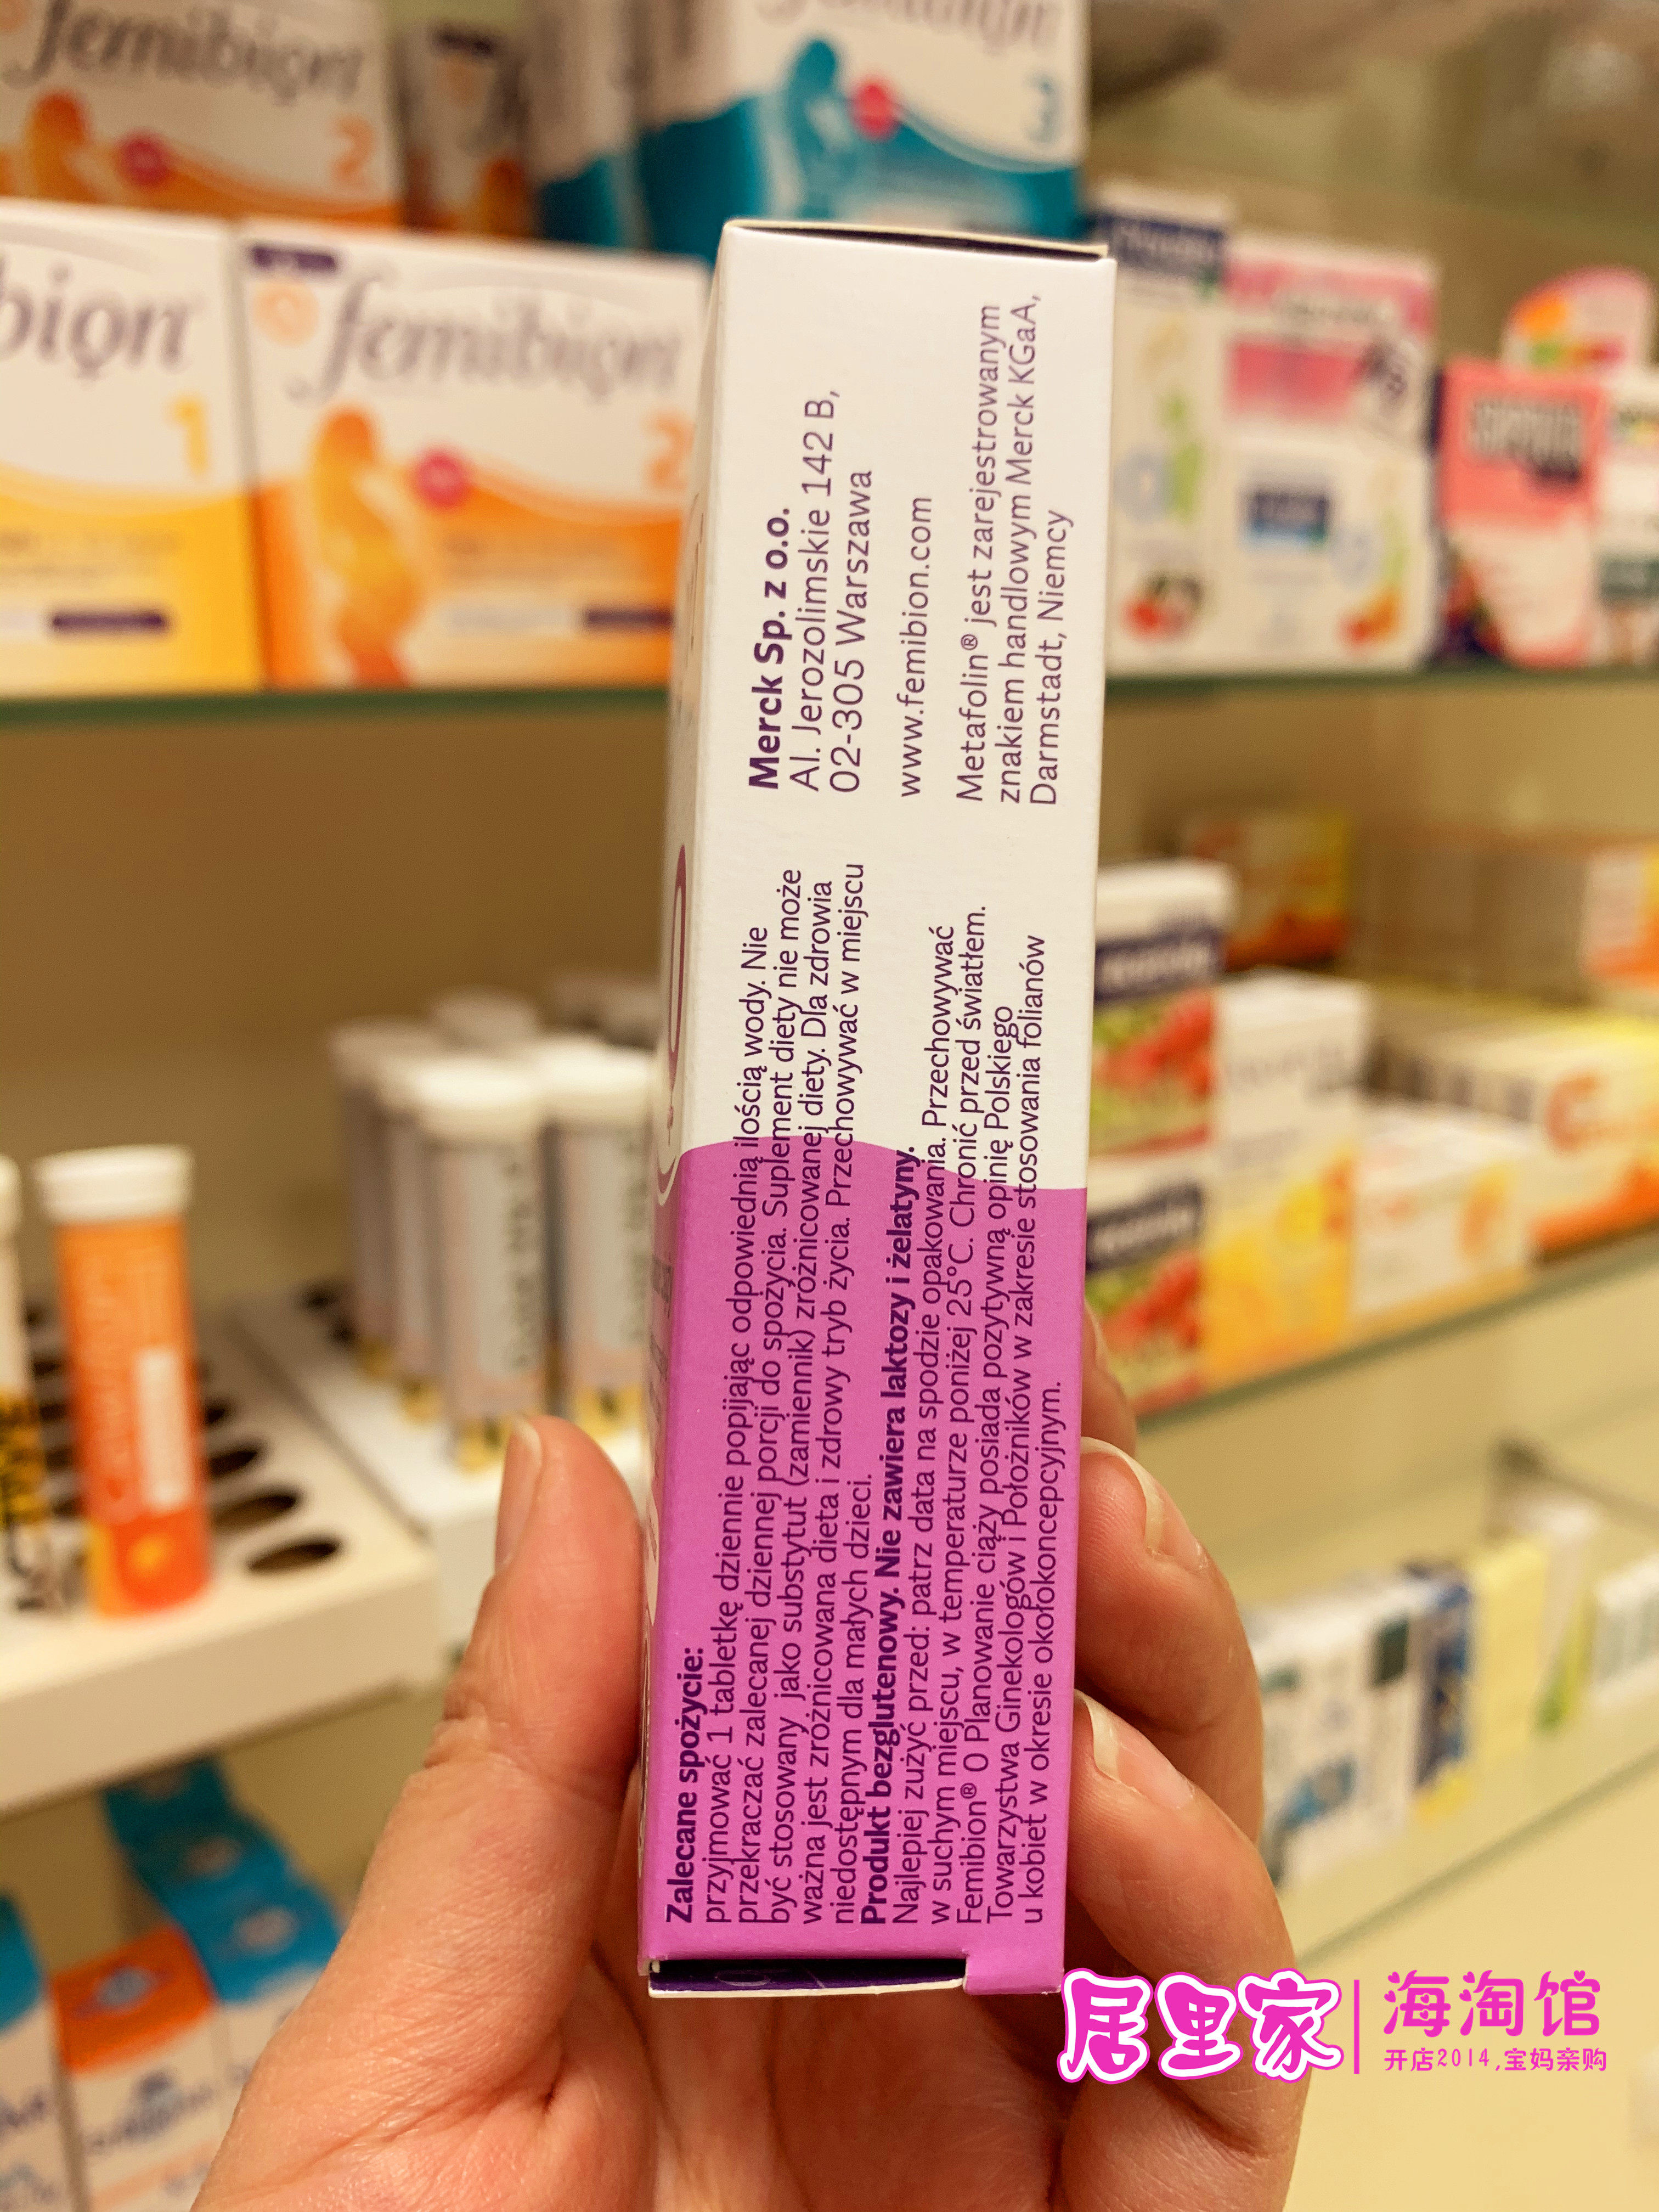 Zalecane spożycie:
przyjmować 1 tabletkę dziennie popijając odpowiednią ilością wody. Nie
przekraczać zalecanej dziennej porcji do spożycia. Suplement diety nie może
być stosowany jako substytut (zamiennik) zróżnicowanej diety. Dla zdrowia
ważna jest zróżnicowana dieta i zdrowy tryb życia. Przechowywać w miejscu
niedostępnym dla małych dzieci.
Produkt bezglutenowy. Nie zawiera laktozy i żelatyny.
Najlepiej zużyć przed: patrz data na spodzie opakowania. Przechowywać
w suchym miejscu, w temperaturze poniżej 25°C. Chronić przed światłem.
Femibion® 0 Planowanie ciąży posiada pozytywną opinię Polskiego
Towarzystwa Ginekologów i Położników w zakresie stosowania folianów
u kobiet w okresie okołokoncepcyjnym.
Merck Sp. z o.o.
Al. Jerozolimskie 142 B,
02-305 Warszawa
www.femibion.com
Metafolin® jest zarejestrowanym
znakiem handlowym Merck KGaA,
Darmstadt, Niemcy
femibion
2
bion
1
femibion
2
居里家
海淘馆
开店2014,宝妈亲购